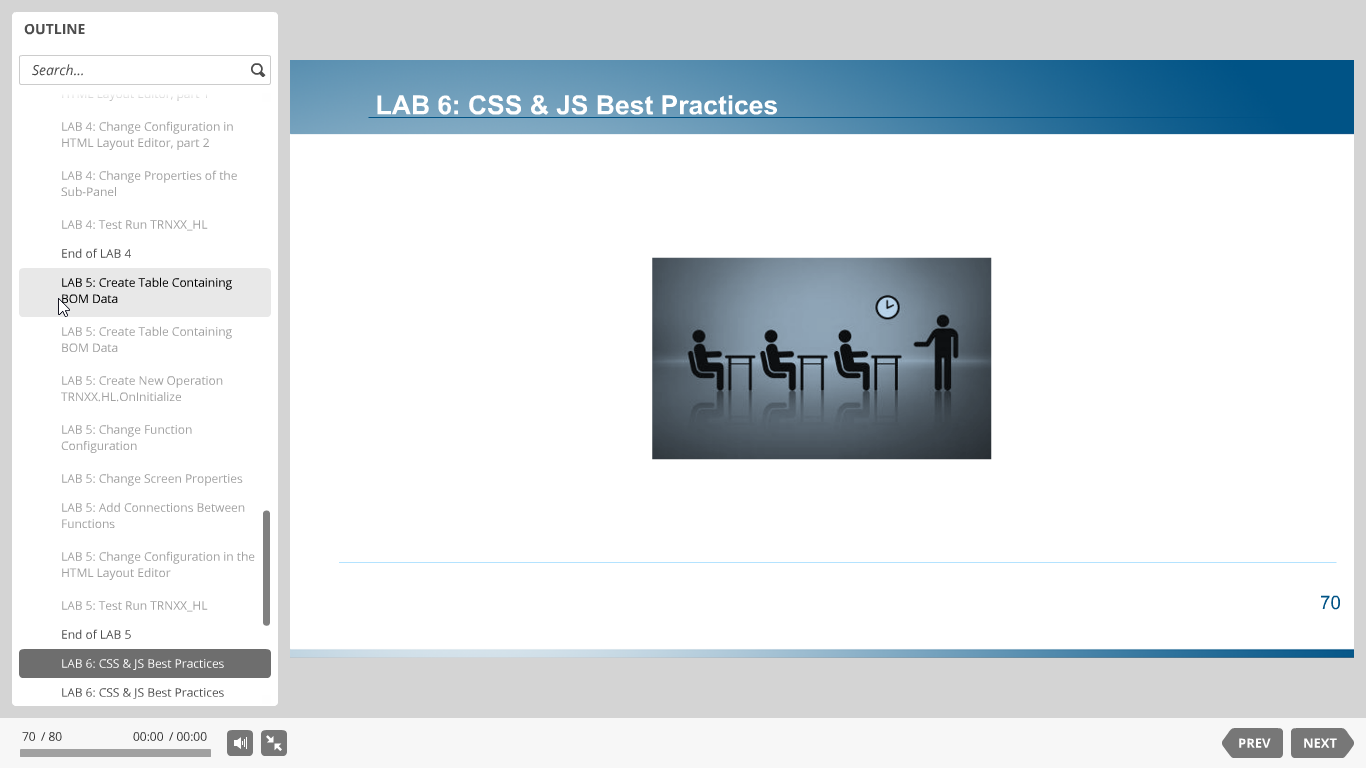 OUTLINE
Search...
HTML Layout Editor, part 1
LAB 4: Change Configuration in
HTML Layout Editor, part 2
LAB 4: Change Properties of the
Sub-Panel
LAB 4: Test Run TRNXX_HL
End of LAB 4
LAB 5: Create Table Containing
BOM Data
LAB 5: Create Table Containing
BOM Data
LAB 5: Create New Operation
TRNXX.HL.OnInitialize
LAB 5: Change Function
Configuration
LAB 5: Change Screen Properties
LAB 5: Add Connections Between
Functions
LAB 5: Change Configuration in the
HTML Layout Editor
LAB 5: Test Run TRNXX_HL
End of LAB 5
LAB 6: CSS & JS Best Practices
LAB 6: CSS & JS Best Practices
LAB 6: CSS & JS Best Practices
70
70 / 80
00:00 / 00:00
PREV
NEXT